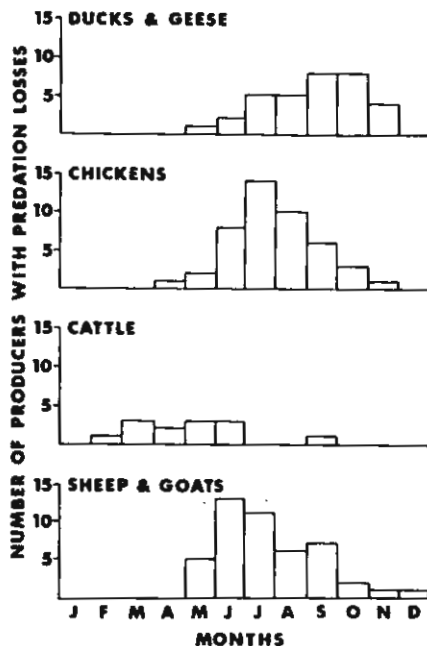 NUMBER OF PRODUCERS WITH PREDATION LOSSES
DUCKS & GEESE
15
10
5
CHICKENS
15
10
5
CATTLE
15
10
5
SHEEP & GOATS
15
10
5
J F M A M J J A S O N D
MONTHS